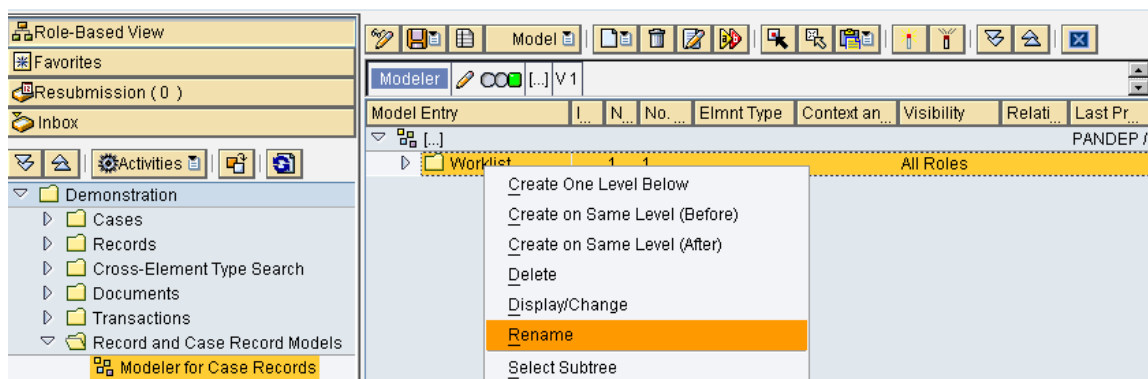 Role-Based View
Favorites
Resubmission ( 0 )
Inbox
Activities
Demonstration
Cases
Records
Cross-Element Type Search
Documents
Transactions
Record and Case Record Models
Modeler for Case Records
Model
Modeler [...] V 1
Model Entry I... N... No. ... Elmnt Type Context an... Visibility Relati... Last Pr...
[...] PANDEP /
Worklist 1 1 All Roles
Create One Level Below
Create on Same Level (Before)
Create on Same Level (After)
Delete
Display/Change
Rename
Select Subtree